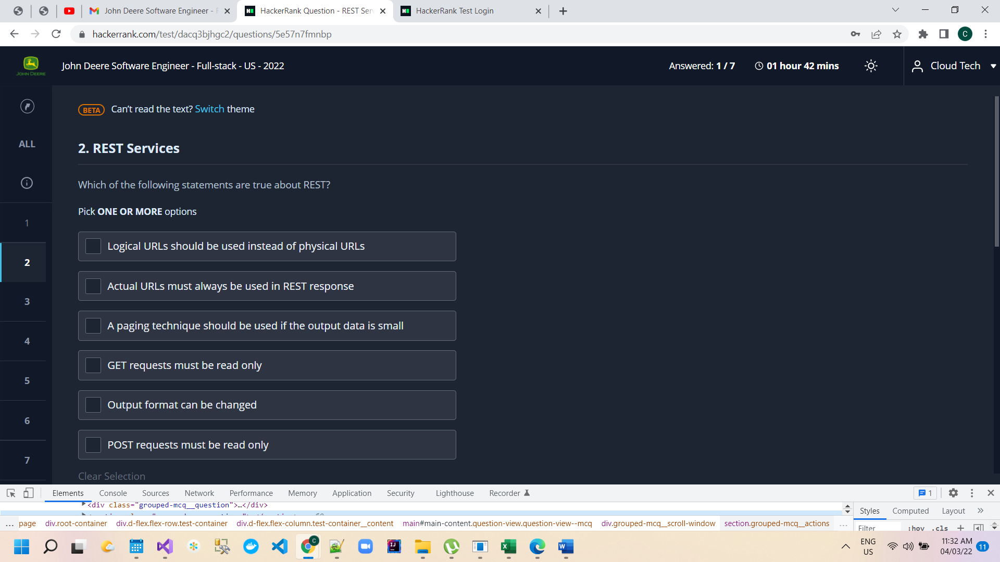 John Deere Software Engineer - F
HackerRank Question - REST Ser
HackerRank Test Login
hackerrank.com/test/dacq3bjhgc2/questions/5e57n7fmnbp
C
JOHN DEERE
John Deere Software Engineer - Full-stack - US - 2022
Answered: 1 / 7
01 hour 42 mins
Cloud Tech
BETA
Can't read the text? Switch theme
ALL
2. REST Services
Which of the following statements are true about REST?
Pick ONE OR MORE options
1
2
3
4
5
6
7
Logical URLs should be used instead of physical URLs
Actual URLs must always be used in REST response
A paging technique should be used if the output data is small
GET requests must be read only
Output format can be changed
POST requests must be read only
Clear Selection
Elements
Console
Sources
Network
Performance
Memory
Application
Security
Lighthouse
Recorder
1
<div class="grouped-mcq__question">…</div>
Styles
Computed
Layout
»
... page
div.root-container
div.d-flex.flex-row.test-container
div.d-flex.flex-column.test-container__content
main#main-content.question-view.question-view--mcq
div.grouped-mcq__scroll-window
section.grouped-mcq__actions
...
Filter
:hov
.cls
ENG
US
11:32 AM
04/03/22
11